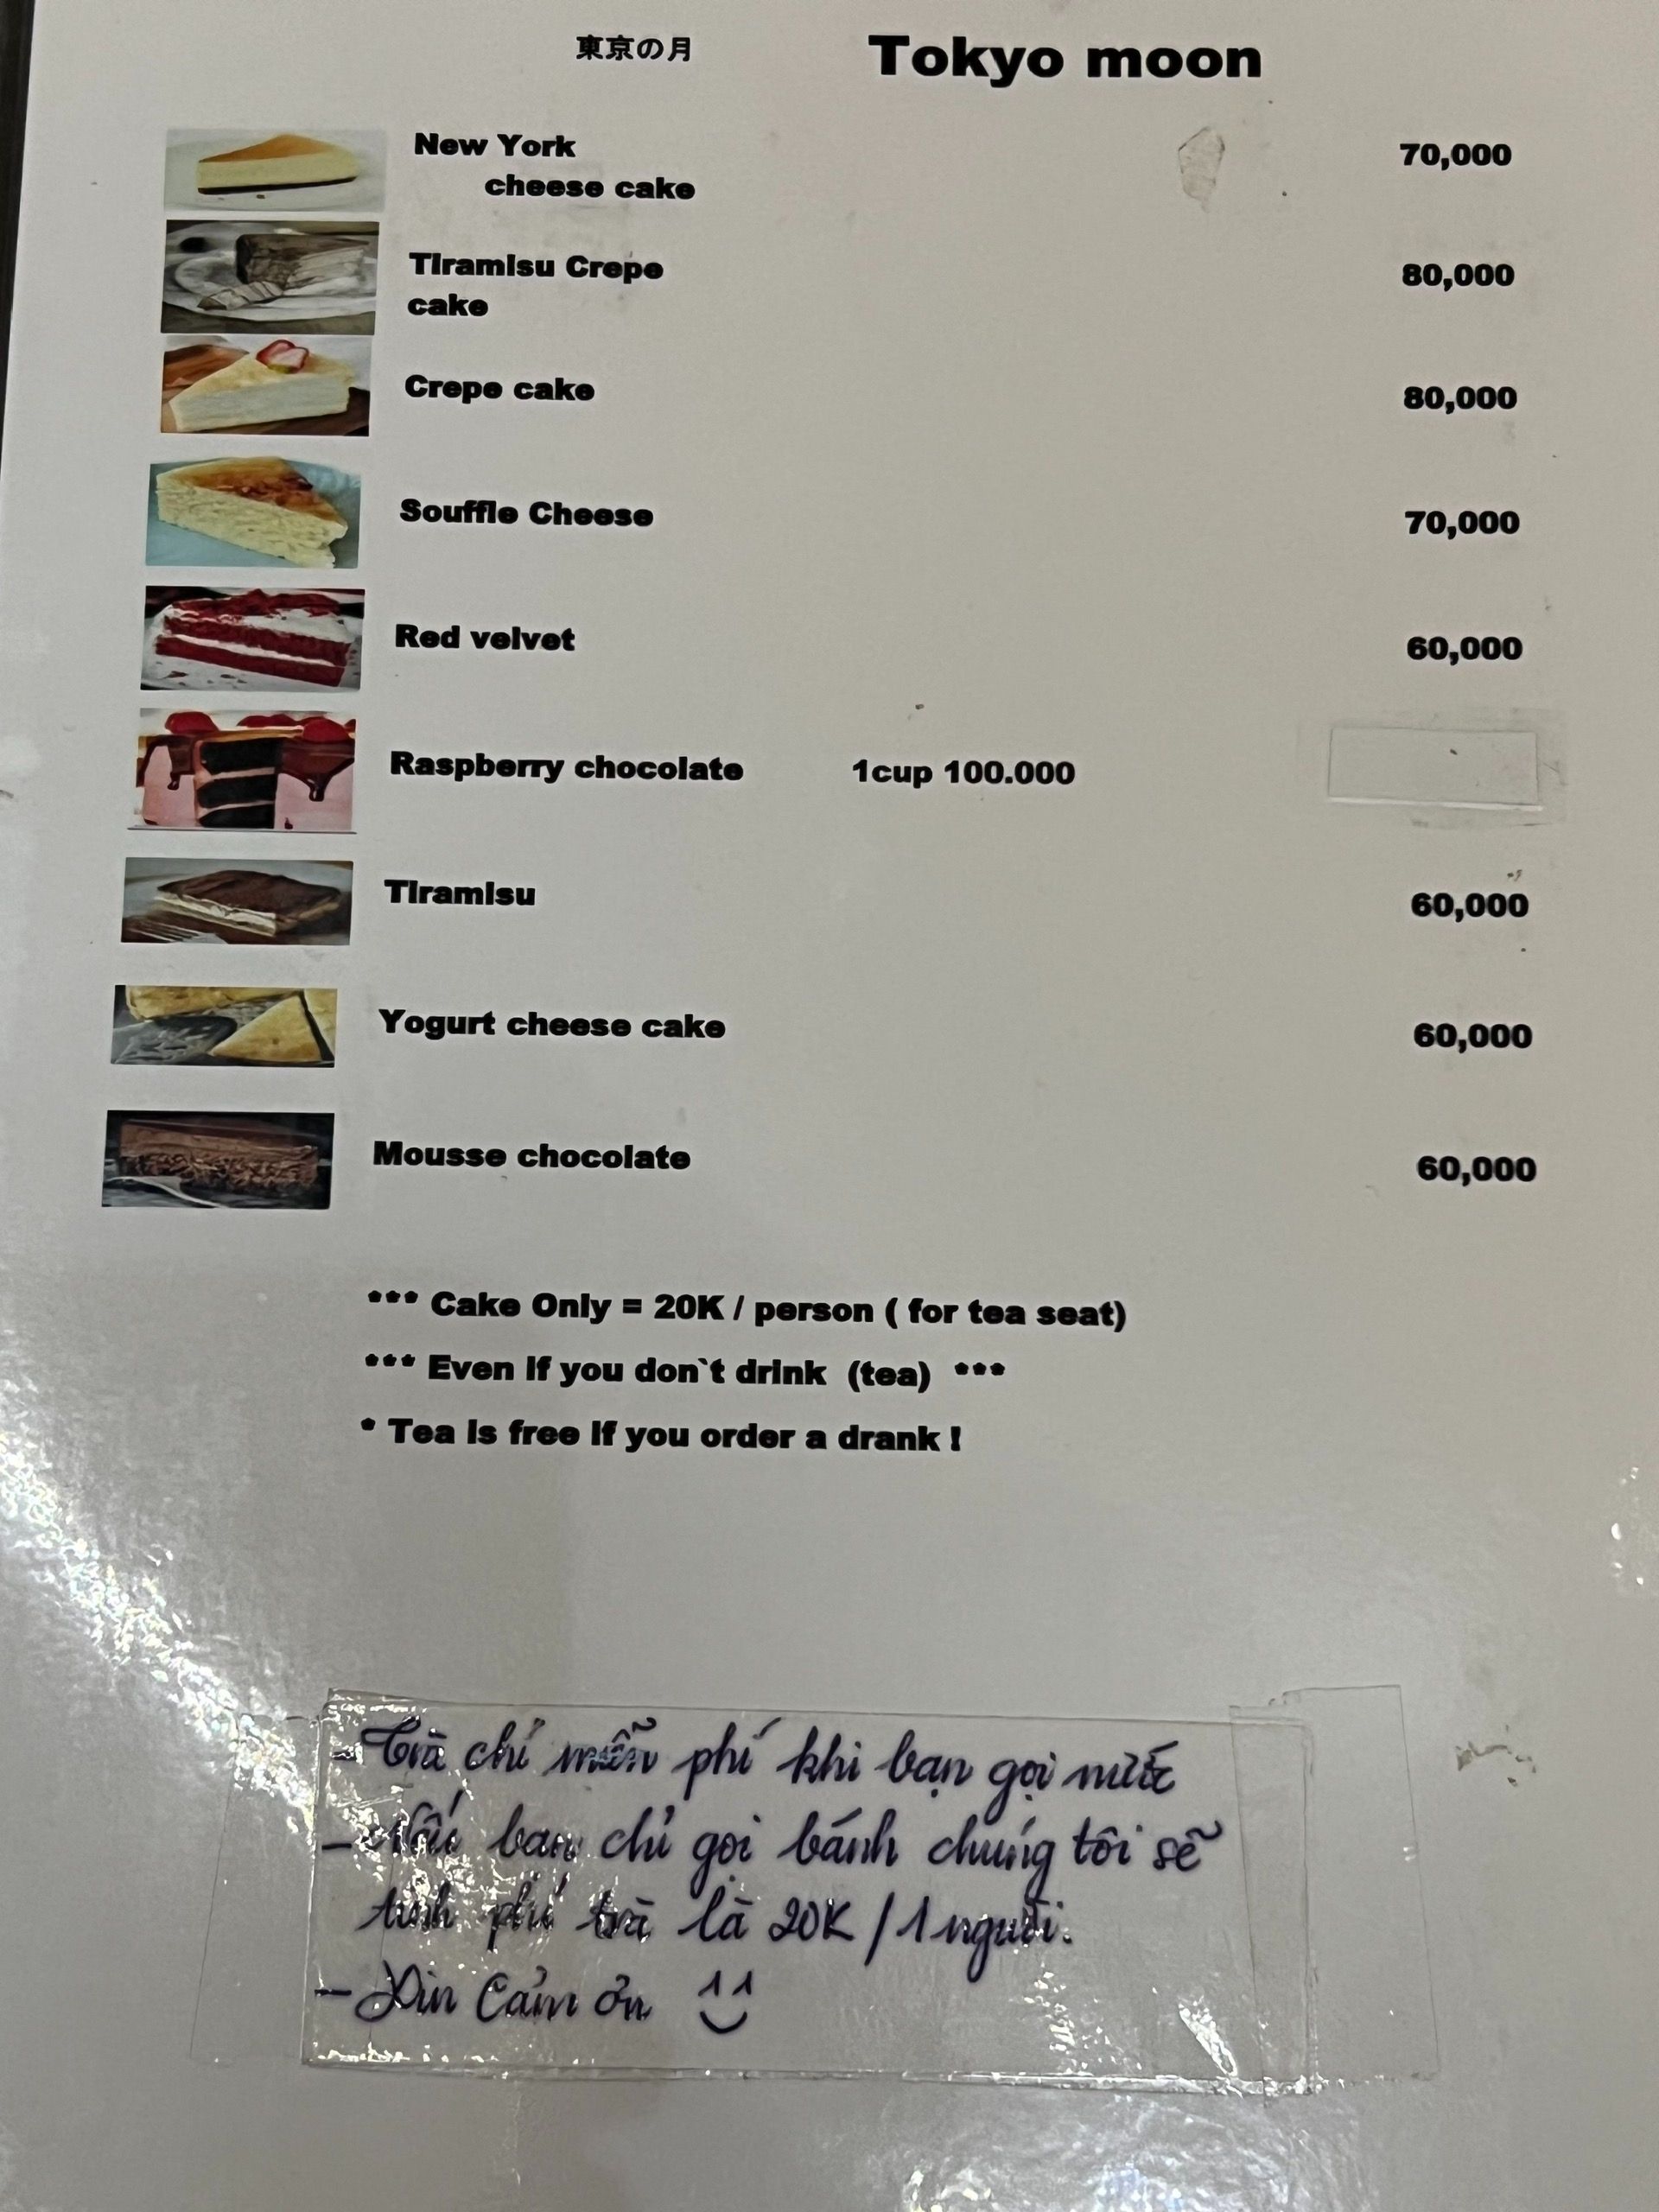 東京の月 Tokyo moon
New York 70,000
cheese cake
Tiramisu Crepe 80,000
cake
Crepe cake 80,000
Souffle Cheese 70,000
Red velvet 60,000
Raspberry chocolate 1cup 100.000
Tiramisu 60,000
Yogurt cheese cake 60,000
Mousse chocolate 60,000
*** Cake Only = 20K / person ( for tea seat)
*** Even if you don`t drink (tea) ***
* Tea is free if you order a drank !
- Trà chỉ miễn phí khi bạn gọi nước
- Nếu bạn chỉ gọi bánh chúng tôi sẽ
tính phí trà là 20K / 1 người.
- Xin Cảm ơn